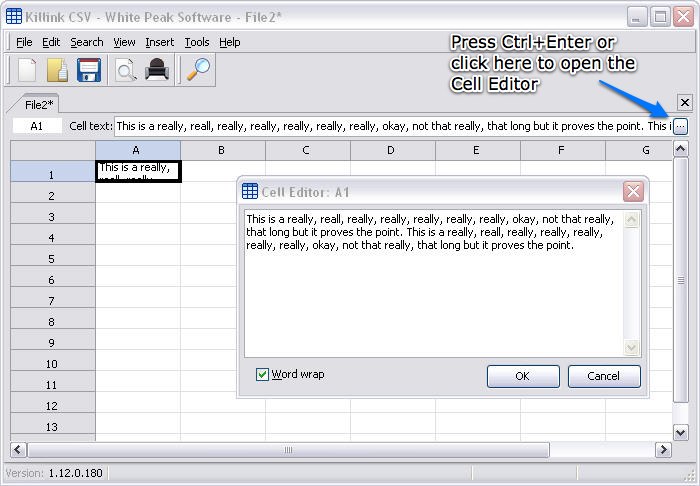 Killink CSV - White Peak Software - File2*
File Edit Search View Insert Tools Help
Press Ctrl+Enter or
click here to open the
Cell Editor
File2*
A1 Cell text: This is a really, reall, really, really, really, really, really, okay, not that really, that long but it proves the point. This i
A B C D E F G
1 This is a really,
reall, really,
2
3
4
5
6
7
8
9
10
11
12
13
Cell Editor: A1
This is a really, reall, really, really, really, really, really, okay, not that really,
that long but it proves the point. This is a really, reall, really, really, really,
really, really, okay, not that really, that long but it proves the point.
Word wrap
OK Cancel
Version: 1.12.0.180